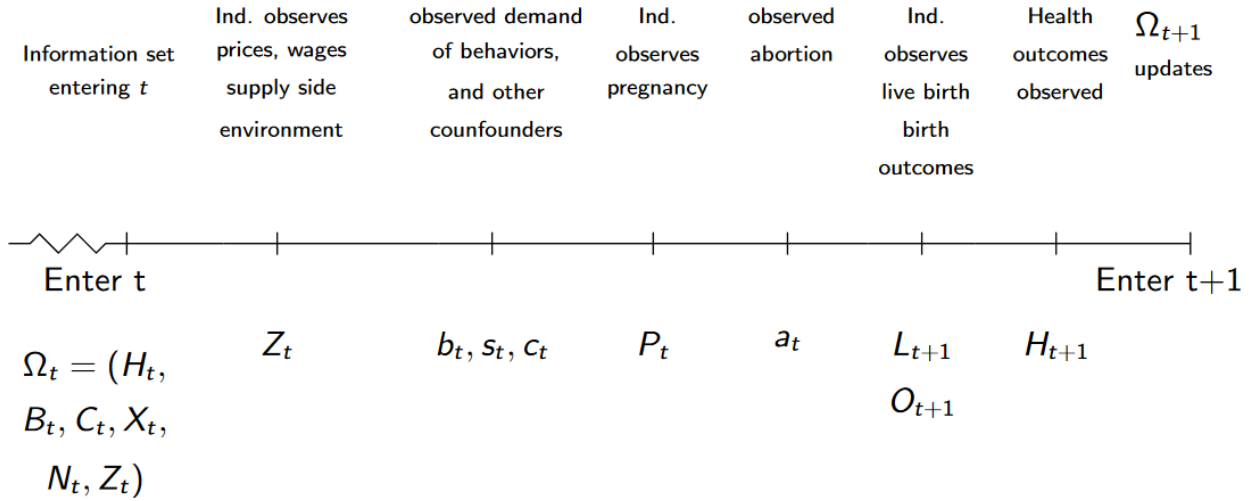 Information set
entering t
Ind. observes
prices, wages
supply side
environment
observed demand
of behaviors,
and other
counfounders
Ind.
observes
pregnancy
observed
abortion
Ind.
observes
live birth
birth
outcomes
Health
outcomes
observed
Ω_{t+1}
updates
Enter t
Enter t+1
Ω_t = (H_t,
B_t, C_t, X_t,
N_t, Z_t)
Z_t
b_t, s_t, c_t
P_t
a_t
L_{t+1}
O_{t+1}
H_{t+1}